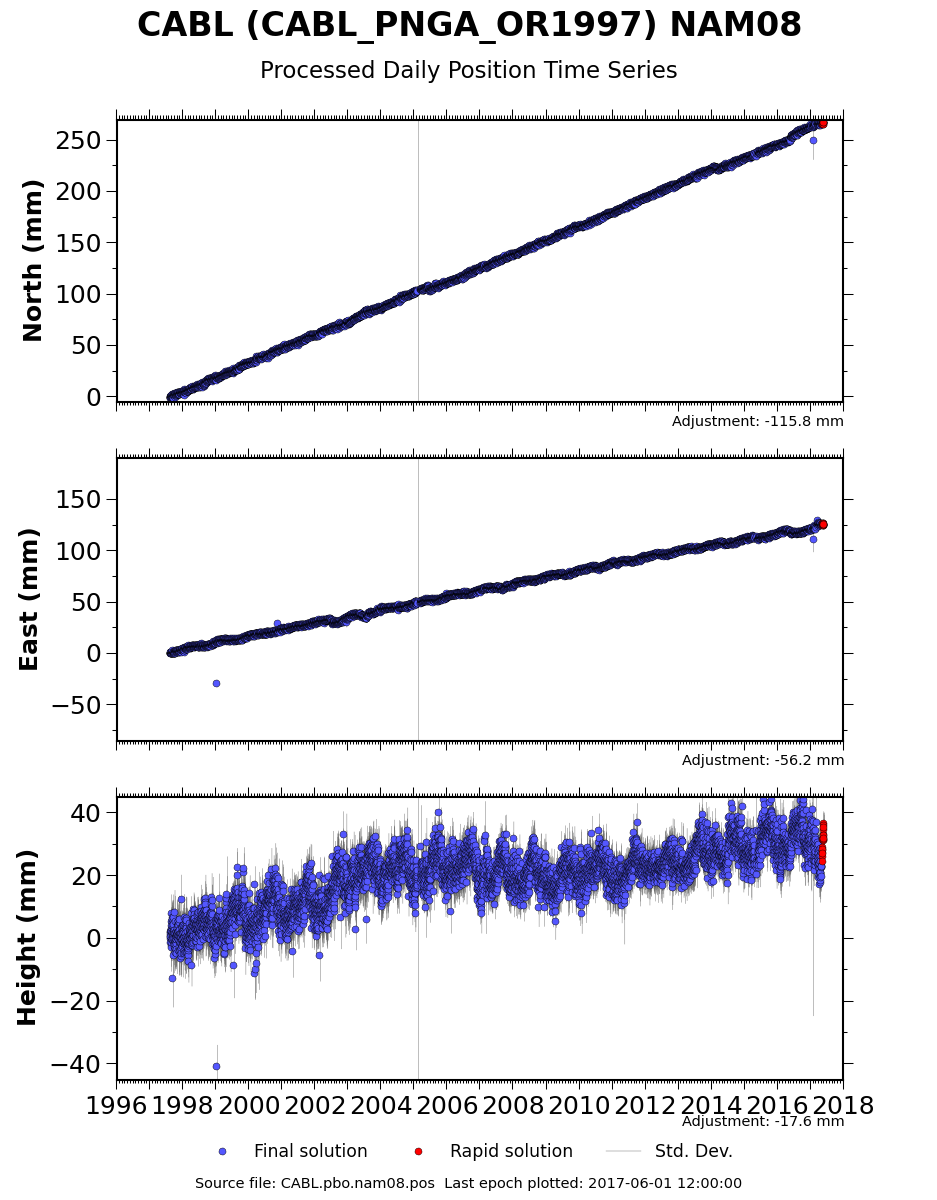 CABL (CABL_PNGA_OR1997) NAM08
Processed Daily Position Time Series
North (mm)
250
200
150
100
50
0
Adjustment: -115.8 mm
East (mm)
150
100
50
0
−50
Adjustment: -56.2 mm
Height (mm)
40
20
0
−20
−40
1996 1998 2000 2002 2004 2006 2008 2010 2012 2014 2016 2018
Adjustment: -17.6 mm
Final solution Rapid solution Std. Dev.
Source file: CABL.pbo.nam08.pos Last epoch plotted: 2017-06-01 12:00:00